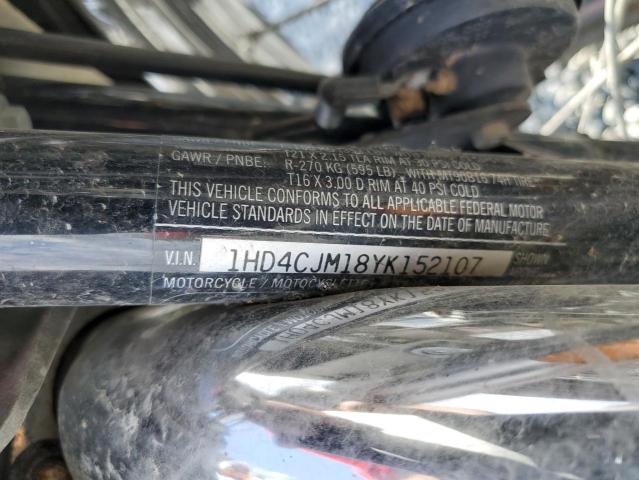 T21 X 2.15 TLA RIM AT 30 PSI COLD
GAWR / PNBE: R-270 KG (595 LB) - WITH MT90B16 74H TIRE
T16 X 3.00 D RIM AT 40 PSI COLD
THIS VEHICLE CONFORMS TO ALL APPLICABLE FEDERAL MOTOR
VEHICLE STANDARDS IN EFFECT ON THE DATE OF MANUFACTURE
V.I.N. 1HD4CJM18YK152107 SHOWN
MOTORCYCLE / MOTOCYCLETTE